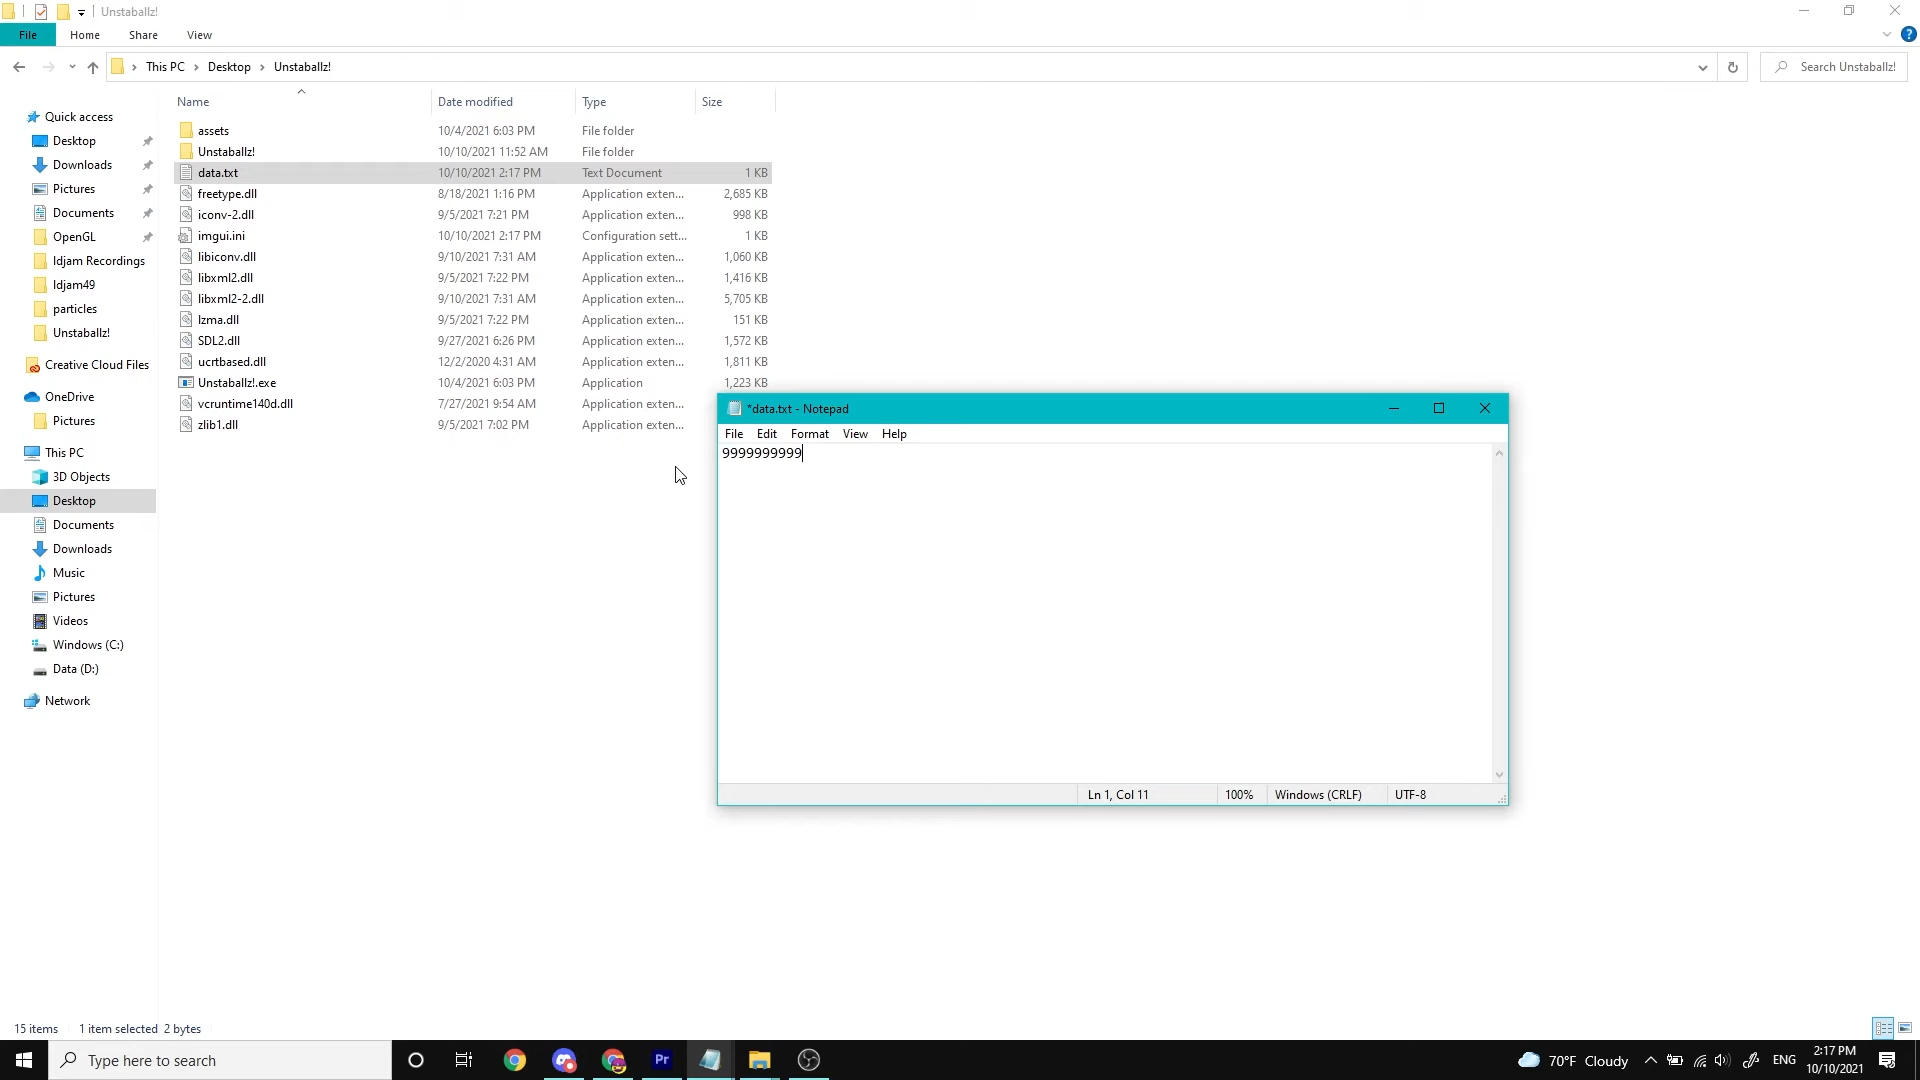 Unstaballz!
File Home Share View
This PC Desktop Unstaballz! Search Unstaballz!
Name Date modified Type Size
assets 10/4/2021 6:03 PM File folder
Unstaballz! 10/10/2021 11:52 AM File folder
data.txt 10/10/2021 2:17 PM Text Document 1 KB
freetype.dll 8/18/2021 1:16 PM Application exten... 2,685 KB
iconv-2.dll 9/5/2021 7:21 PM Application exten... 998 KB
imgui.ini 10/10/2021 2:17 PM Configuration sett... 1 KB
libiconv.dll 9/10/2021 7:31 AM Application exten... 1,060 KB
libxml2.dll 9/5/2021 7:22 PM Application exten... 1,416 KB
libxml2-2.dll 9/10/2021 7:31 AM Application exten... 5,705 KB
lzma.dll 9/5/2021 7:22 PM Application exten... 151 KB
SDL2.dll 9/27/2021 6:26 PM Application exten... 1,572 KB
ucrtbased.dll 12/2/2020 4:31 AM Application exten... 1,811 KB
Unstaballz!.exe 10/4/2021 6:03 PM Application 1,223 KB
vcruntime140d.dll 7/27/2021 9:54 AM Application exten...
zlib1.dll 9/5/2021 7:02 PM Application exten...
Quick access
Desktop
Downloads
Pictures
Documents
OpenGL
ldjam Recordings
ldjam49
particles
Unstaballz!
Creative Cloud Files
OneDrive
Pictures
This PC
3D Objects
Desktop
Documents
Downloads
Music
Pictures
Videos
Windows (C:)
Data (D:)
Network
*data.txt - Notepad
File Edit Format View Help
9999999999
Ln 1, Col 11 100% Windows (CRLF) UTF-8
15 items 1 item selected 2 bytes
Type here to search
Pr
70°F Cloudy ENG 2:17 PM
10/10/2021